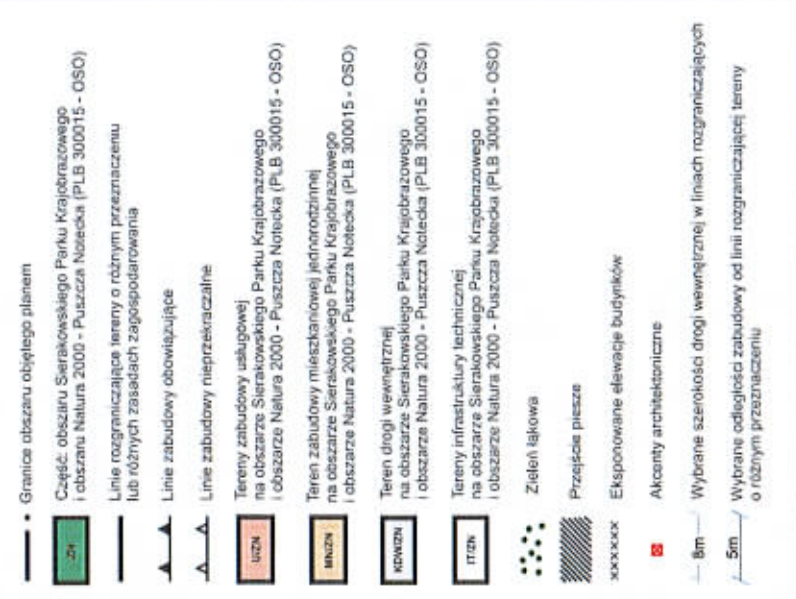 Granice obszaru objętego planem
ZN
Część: obszaru Sierakowskiego Parku Krajobrazowego
i obszaru Natura 2000 - Puszcza Notecka (PLB 300015 - OSO)
Linie rozgraniczające tereny o różnym przeznaczeniu
lub różnych zasadach zagospodarowania
Linie zabudowy obowiązujące
Linie zabudowy nieprzekraczalne
U/ZN
Tereny zabudowy usługowej
na obszarze Sierakowskiego Parku Krajobrazowego
i obszarze Natura 2000 - Puszcza Notecka (PLB 300015 - OSO)
MN/ZN
Teren zabudowy mieszkaniowej jednorodzinnej
na obszarze Sierakowskiego Parku Krajobrazowego
i obszarze Natura 2000 - Puszcza Notecka (PLB 300015 - OSO)
KDW/ZN
Teren drogi wewnętrznej
na obszarze Sierakowskiego Parku Krajobrazowego
i obszarze Natura 2000 - Puszcza Notecka (PLB 300015 - OSO)
IT/ZN
Tereny infrastruktury technicznej
na obszarze Sierakowskiego Parku Krajobrazowego
i obszarze Natura 2000 - Puszcza Notecka (PLB 300015 - OSO)
Zieleń łąkowa
Przejście piesze
xxxxxxx Eksponowane elewacje budynków
Akcenty architektoniczne
8m Wybrane szerokości drogi wewnętrznej w liniach rozgraniczających
5m Wybrane odległości zabudowy od linii rozgraniczającej tereny
o różnym przeznaczeniu